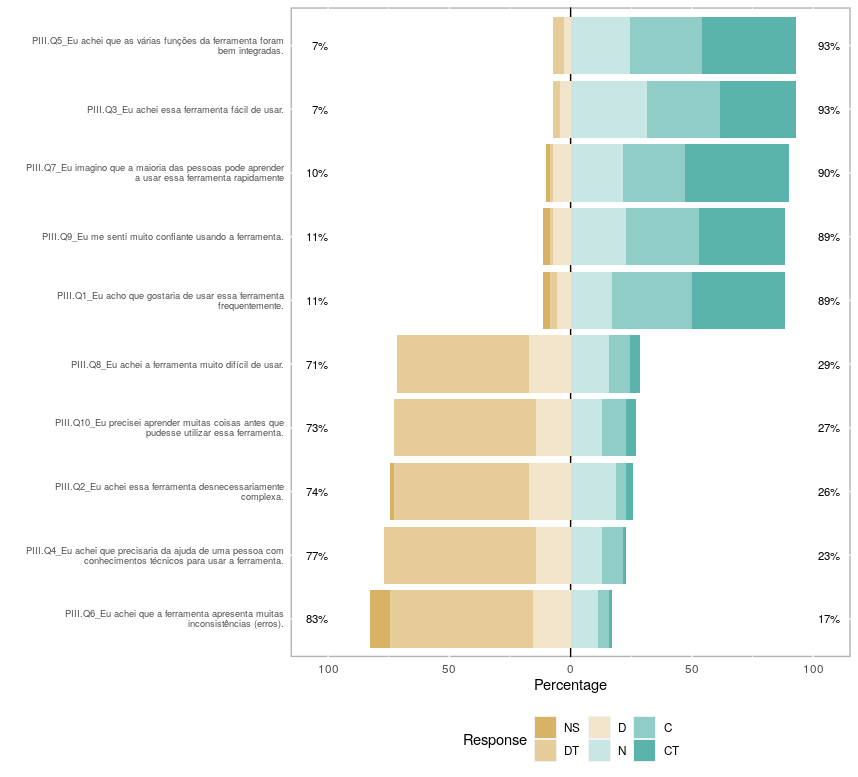 PIII.Q5_Eu achei que as várias funções da ferramenta foram
bem integradas.
7%
93%
PIII.Q3_Eu achei essa ferramenta fácil de usar.
7%
93%
PIII.Q7_Eu imagino que a maioria das pessoas pode aprender
a usar essa ferramenta rapidamente
10%
90%
PIII.Q9_Eu me senti muito confiante usando a ferramenta.
11%
89%
PIII.Q1_Eu acho que gostaria de usar essa ferramenta
frequentemente.
11%
89%
PIII.Q8_Eu achei a ferramenta muito difícil de usar.
71%
29%
PIII.Q10_Eu precisei aprender muitas coisas antes que
pudesse utilizar essa ferramenta.
73%
27%
PIII.Q2_Eu achei essa ferramenta desnecessariamente
complexa.
74%
26%
PIII.Q4_Eu achei que precisaria da ajuda de uma pessoa com
conhecimentos técnicos para usar a ferramenta.
77%
23%
PIII.Q6_Eu achei que a ferramenta apresenta muitas
inconsistências (erros).
83%
17%
100 50 0 50 100
Percentage
Response
NS D C
DT N CT